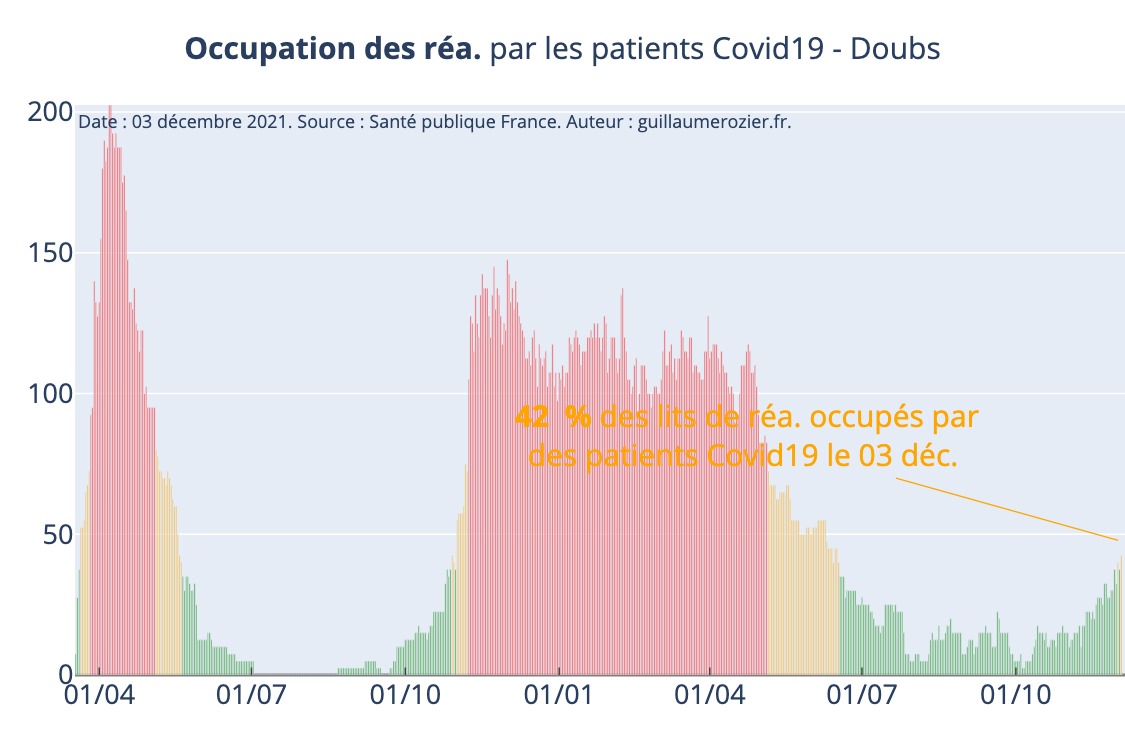 Occupation des réa. par les patients Covid19 - Doubs
200
Date : 03 décembre 2021. Source : Santé publique France. Auteur : guillaumerozier.fr.
150
100
42 % des lits de réa. occupés par
des patients Covid19 le 03 déc.
50
0
01/04 01/07 01/10 01/01 01/04 01/07 01/10